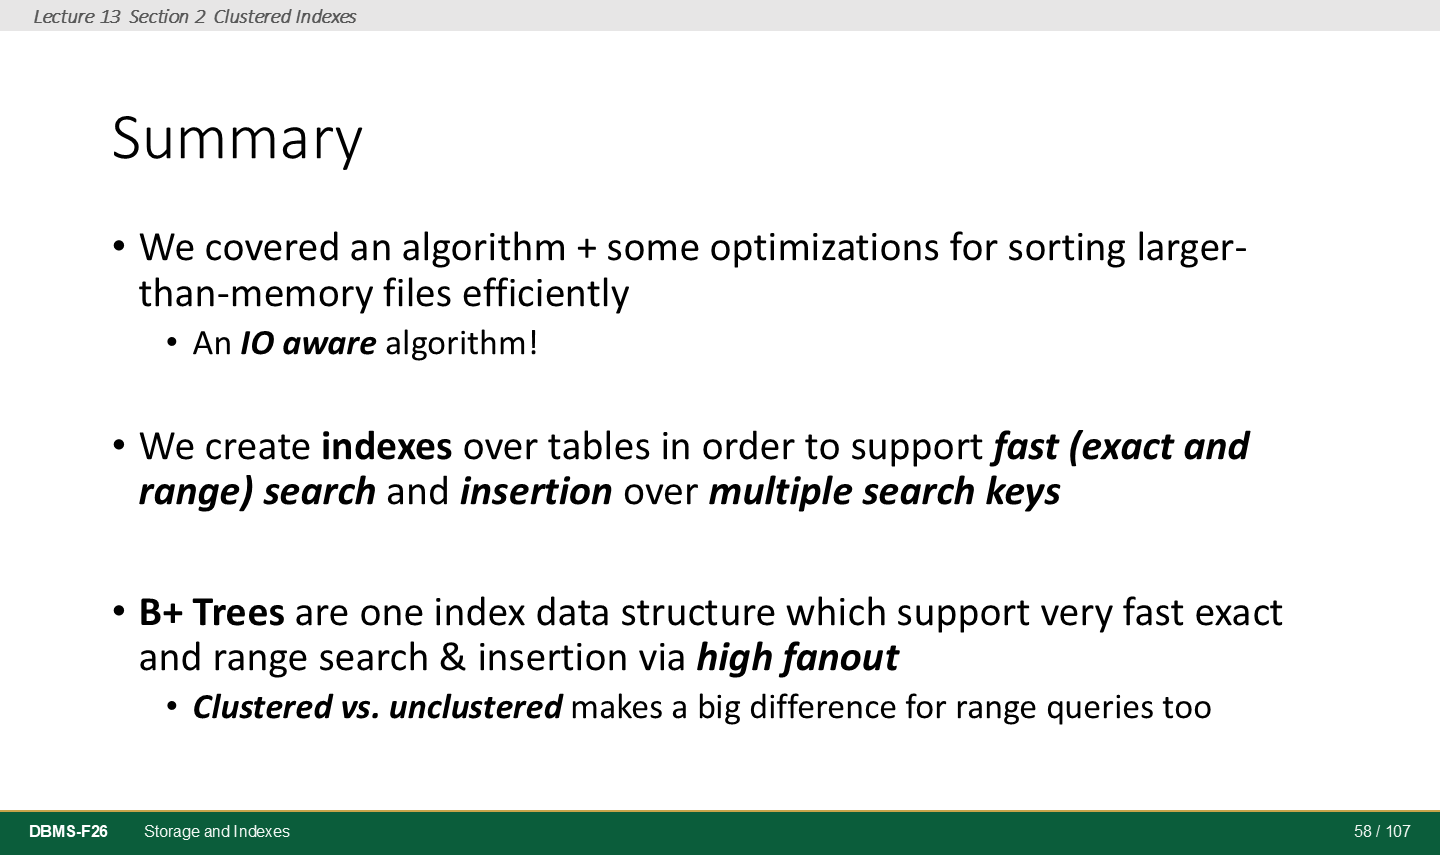 Lecture 13 Section 2 Clustered Indexes
Summary
• We covered an algorithm + some optimizations for sorting larger-
than-memory files efficiently
• An IO aware algorithm!
• We create indexes over tables in order to support fast (exact and
range) search and insertion over multiple search keys
• B+ Trees are one index data structure which support very fast exact
and range search & insertion via high fanout
• Clustered vs. unclustered makes a big difference for range queries too
DBMS-F26 Storage and Indexes 58 / 107